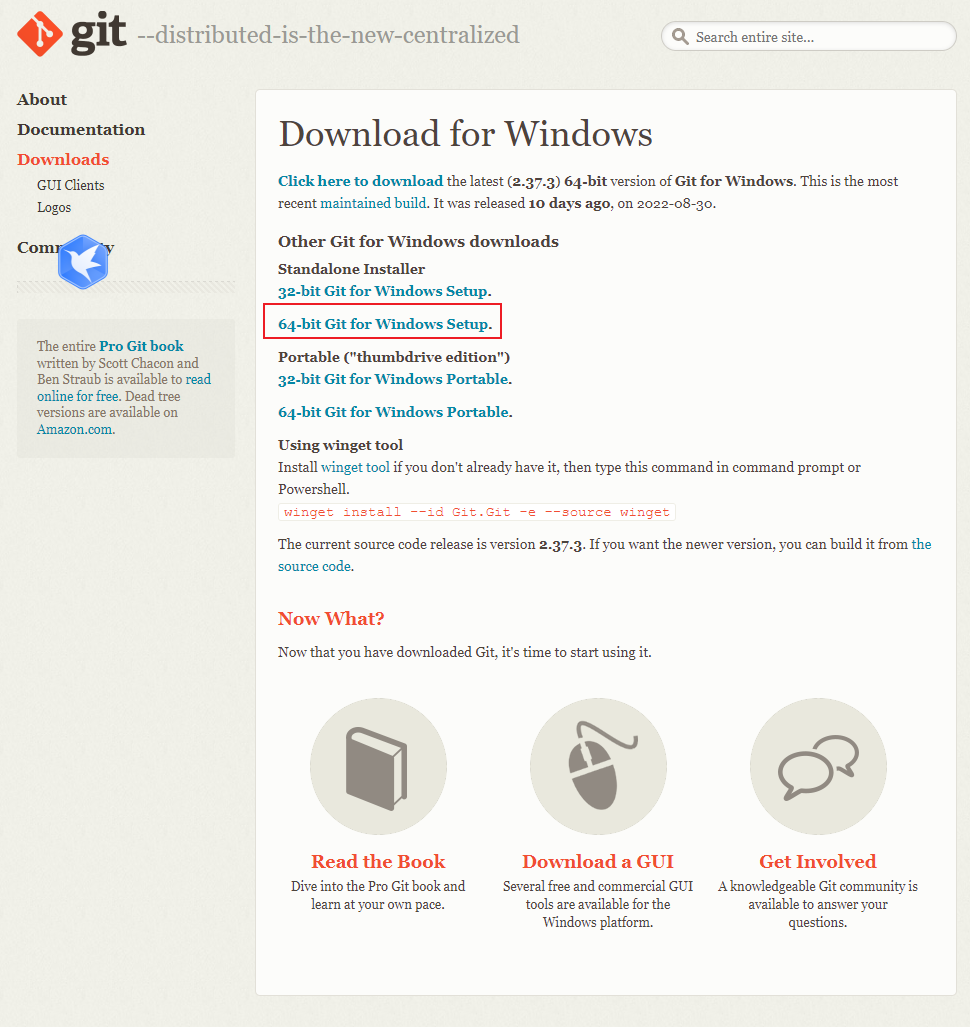 git --distributed-is-the-new-centralized
Search entire site...
About
Documentation
Downloads
GUI Clients
Logos
The entire Pro Git book
written by Scott Chacon and
Ben Straub is available to read
online for free. Dead tree
versions are available on
Amazon.com.
Download for Windows
Click here to download the latest (2.37.3) 64-bit version of Git for Windows. This is the most
recent maintained build. It was released 10 days ago, on 2022-08-30.
Other Git for Windows downloads
Standalone Installer
32-bit Git for Windows Setup.
64-bit Git for Windows Setup.
Portable ("thumbdrive edition")
32-bit Git for Windows Portable.
64-bit Git for Windows Portable.
Using winget tool
Install winget tool if you don't already have it, then type this command in command prompt or
Powershell.
winget install --id Git.Git -e --source winget
The current source code release is version 2.37.3. If you want the newer version, you can build it from the
source code.
Now What?
Now that you have downloaded Git, it's time to start using it.
Read the Book
Dive into the Pro Git book and
learn at your own pace.
Download a GUI
Several free and commercial GUI
tools are available for the
Windows platform.
Get Involved
A knowledgeable Git community is
available to answer your
questions.